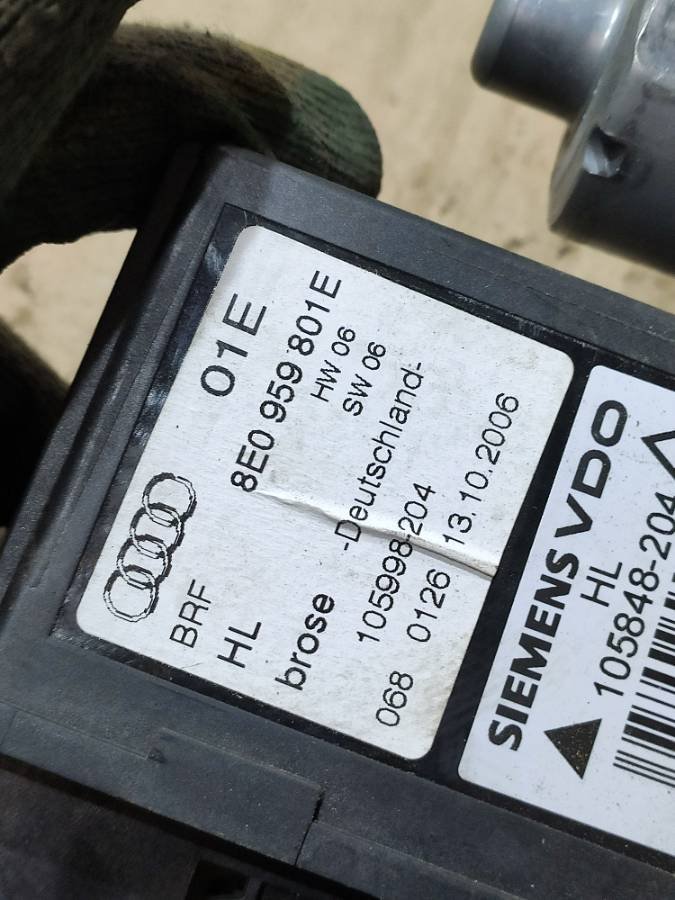 01E
8E0 959 801E
HW 06
SW 06
BRF
HL
brose
-Deutschland-
105998-204
068 0126 13.10.2006
SIEMENS VDO
HL
105848-204